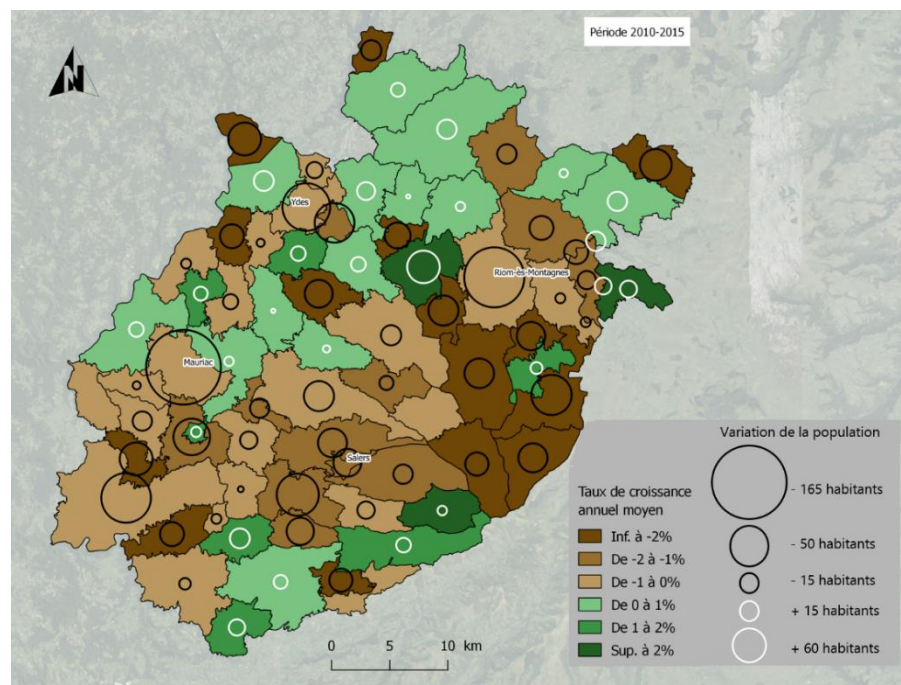 Période 2010-2015
N
Ydes
Riom-ès-Montagnes
Mauriac
Salers
Variation de la population
- 165 habitants
- 50 habitants
- 15 habitants
+ 15 habitants
+ 60 habitants
Taux de croissance
annuel moyen
Inf. à -2%
De -2 à -1%
De -1 à 0%
De 0 à 1%
De 1 à 2%
Sup. à 2%
0 5 10 km